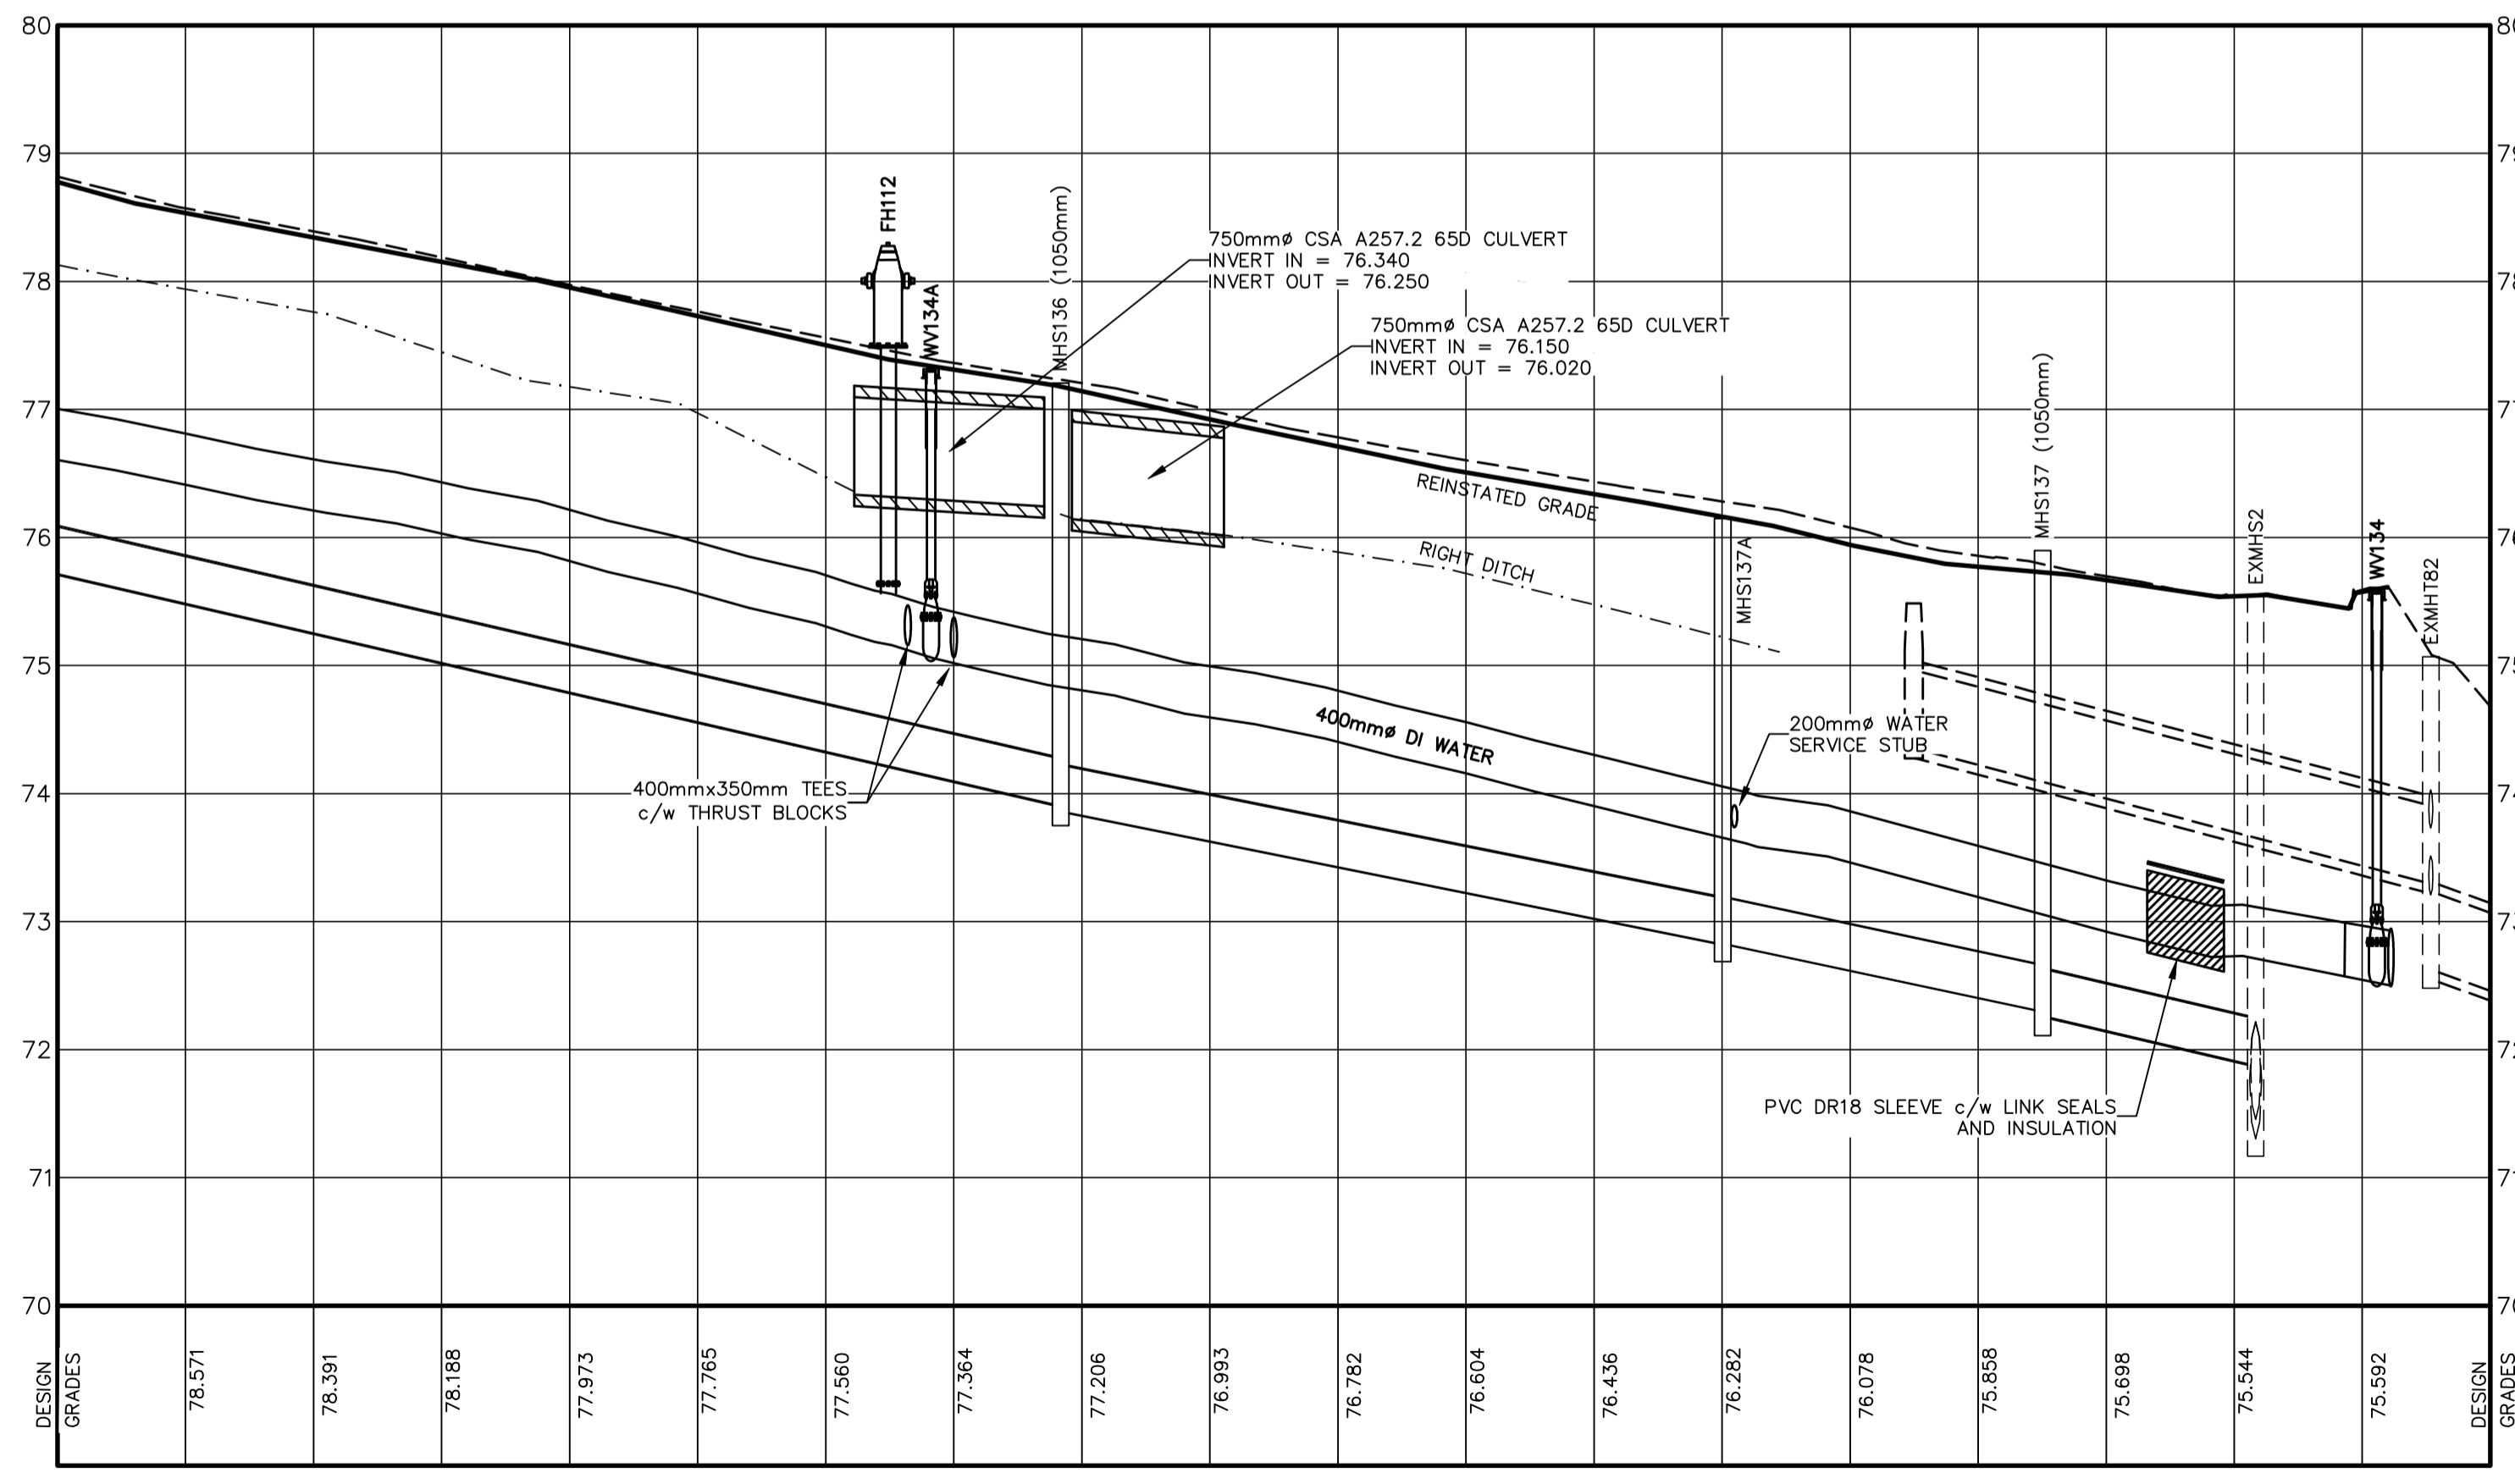 80
79
78
77
76
75
74
73
72
71
70
FH12
WV134A
MHS136 (1050mm)
750mmø CSA A257.2 65D CULVERT
INVERT IN = 76.340
INVERT OUT = 76.250
750mmø CSA A257.2 65D CULVERT
INVERT IN = 76.150
INVERT OUT = 76.020
REINSTATED GRADE
RIGHT DITCH
MHS137A
MHS137 (1050mm)
EXMHS2
WV134
EXMHT82
400mmø DI WATER
200mmø WATER
SERVICE STUB
400mmx350mm TEES
c/w THRUST BLOCKS
PVC DR18 SLEEVE c/w LINK SEALS
AND INSULATION
DESIGN
GRADES
78.571
78.391
78.188
77.973
77.765
77.560
77.364
77.206
76.993
76.782
76.604
76.436
76.282
76.078
75.858
75.698
75.544
75.592
DESIGN
GRADES